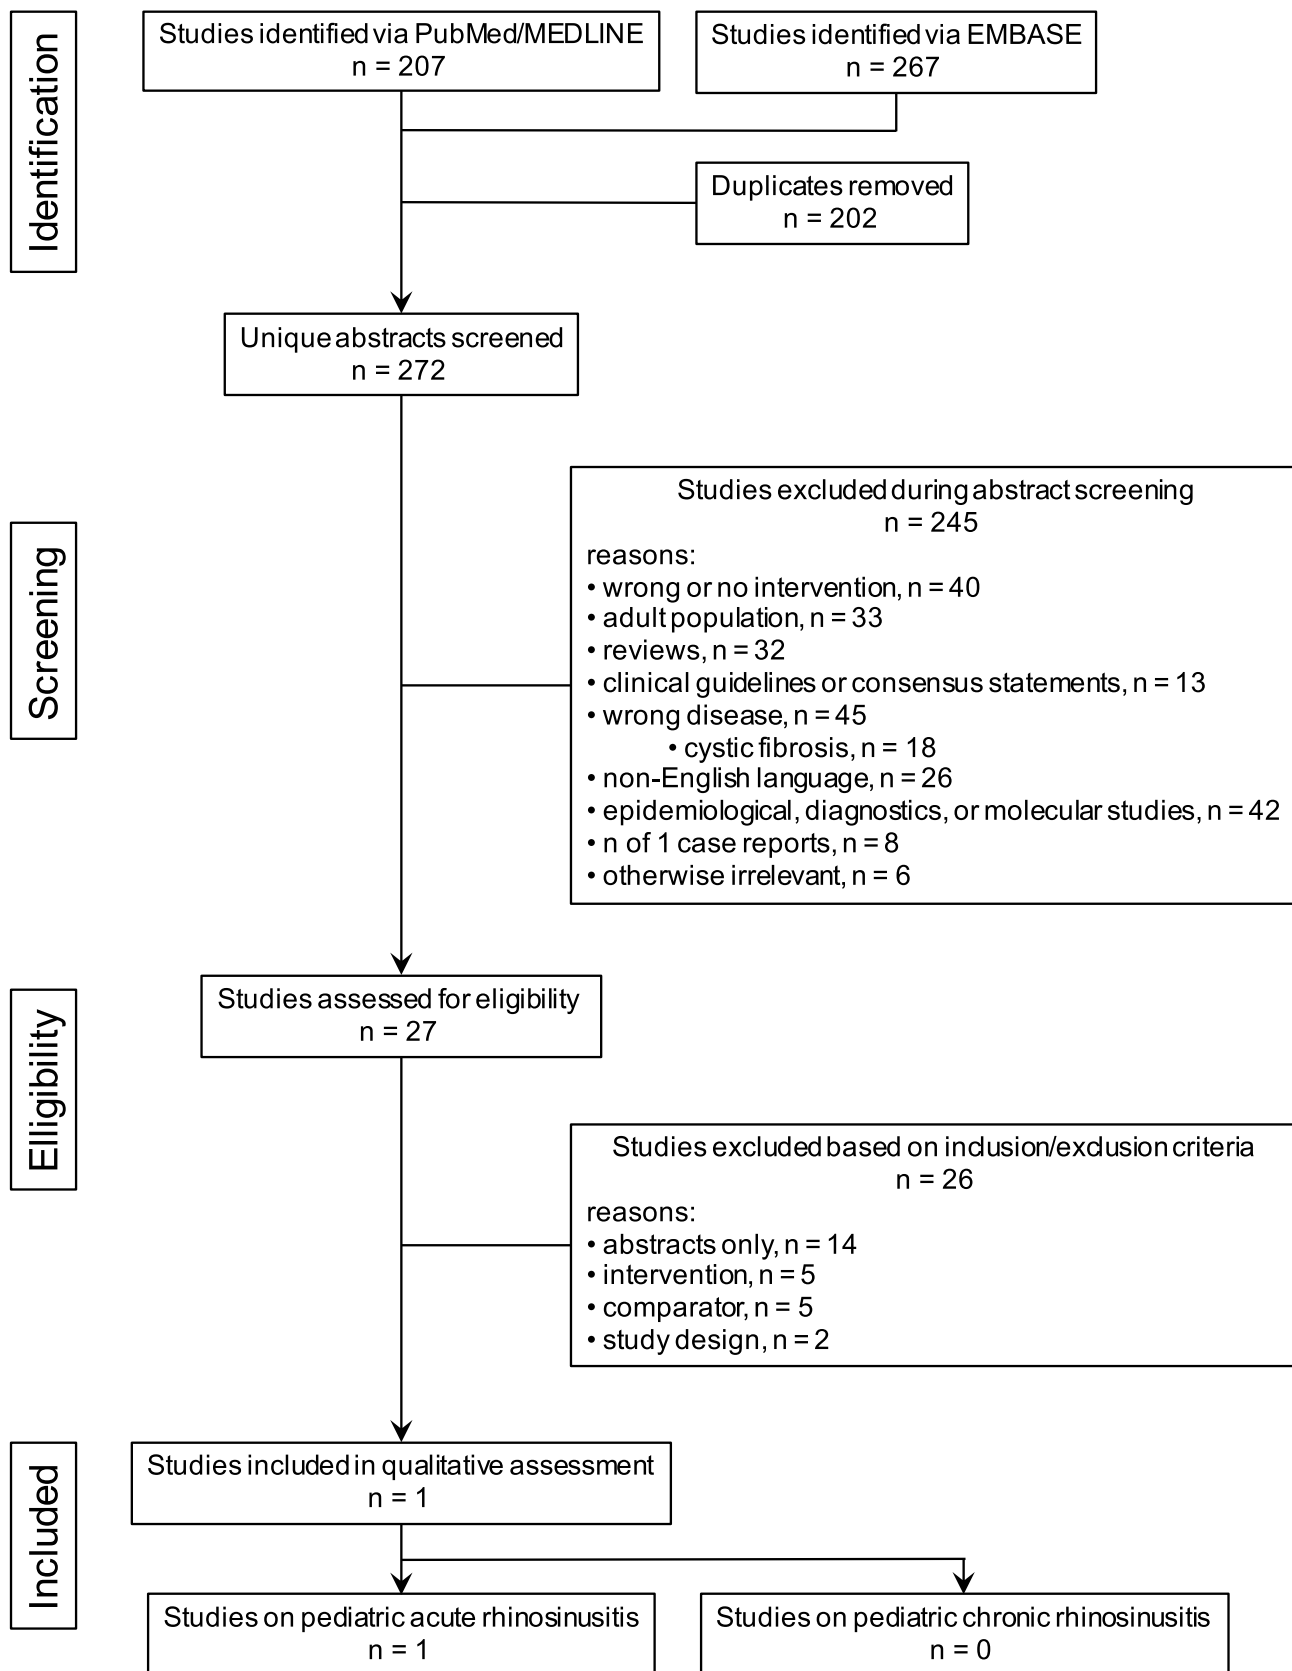 Identification
Studies identified via PubMed/MEDLINE
n = 207
Studies identified via EMBASE
n = 267
Duplicates removed
n = 202
Unique abstracts screened
n = 272
Screening
Studies excluded during abstract screening
n = 245
reasons:
• wrong or no intervention, n = 40
• adult population, n = 33
• reviews, n = 32
• clinical guidelines or consensus statements, n = 13
• wrong disease, n = 45
• cystic fibrosis, n = 18
• non-English language, n = 26
• epidemiological, diagnostics, or molecular studies, n = 42
• n of 1 case reports, n = 8
• otherwise irrelevant, n = 6
Elligibility
Studies assessed for eligibility
n = 27
Studies excluded based on inclusion/exclusion criteria
n = 26
reasons:
• abstracts only, n = 14
• intervention, n = 5
• comparator, n = 5
• study design, n = 2
Included
Studies included in qualitative assessment
n = 1
Studies on pediatric acute rhinosinusitis
n = 1
Studies on pediatric chronic rhinosinusitis
n = 0